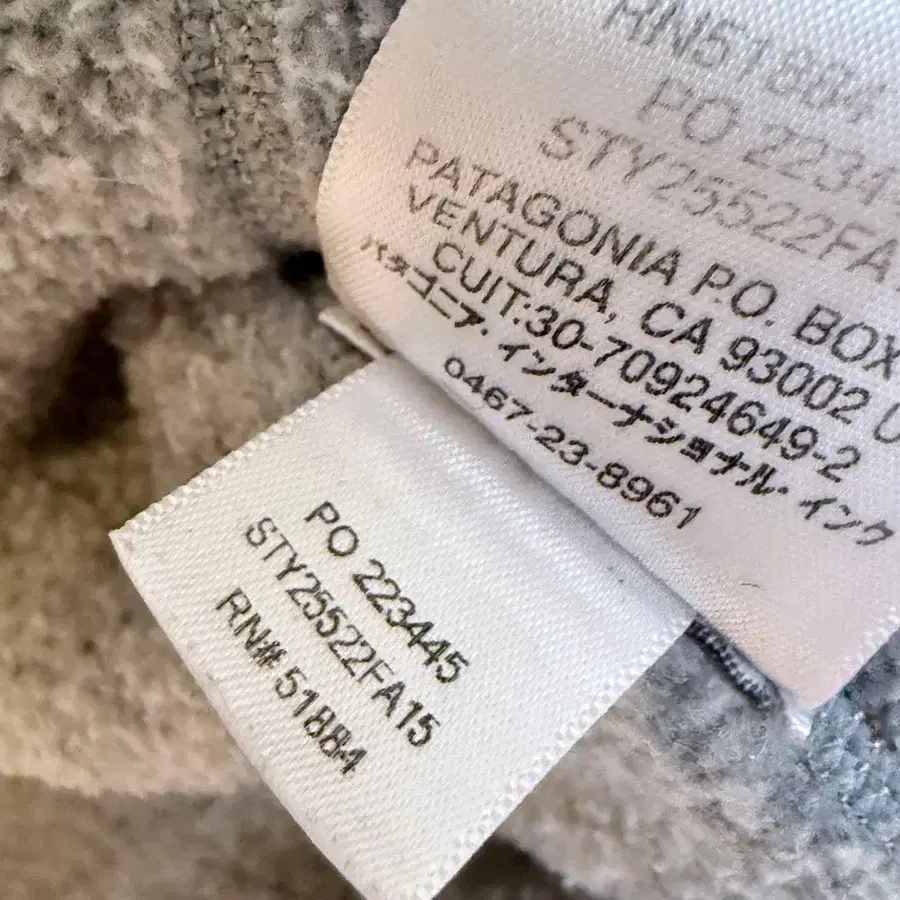 RN51884
PO 2234
STY25522FA
PATAGONIA P.O. BOX
VENTURA, CA 93002 U
CUIT:30-70924649-2
パタゴニア・インターナショナル・インク
0467-23-8961
PO 223445
STY25522FA15
RN# 51884